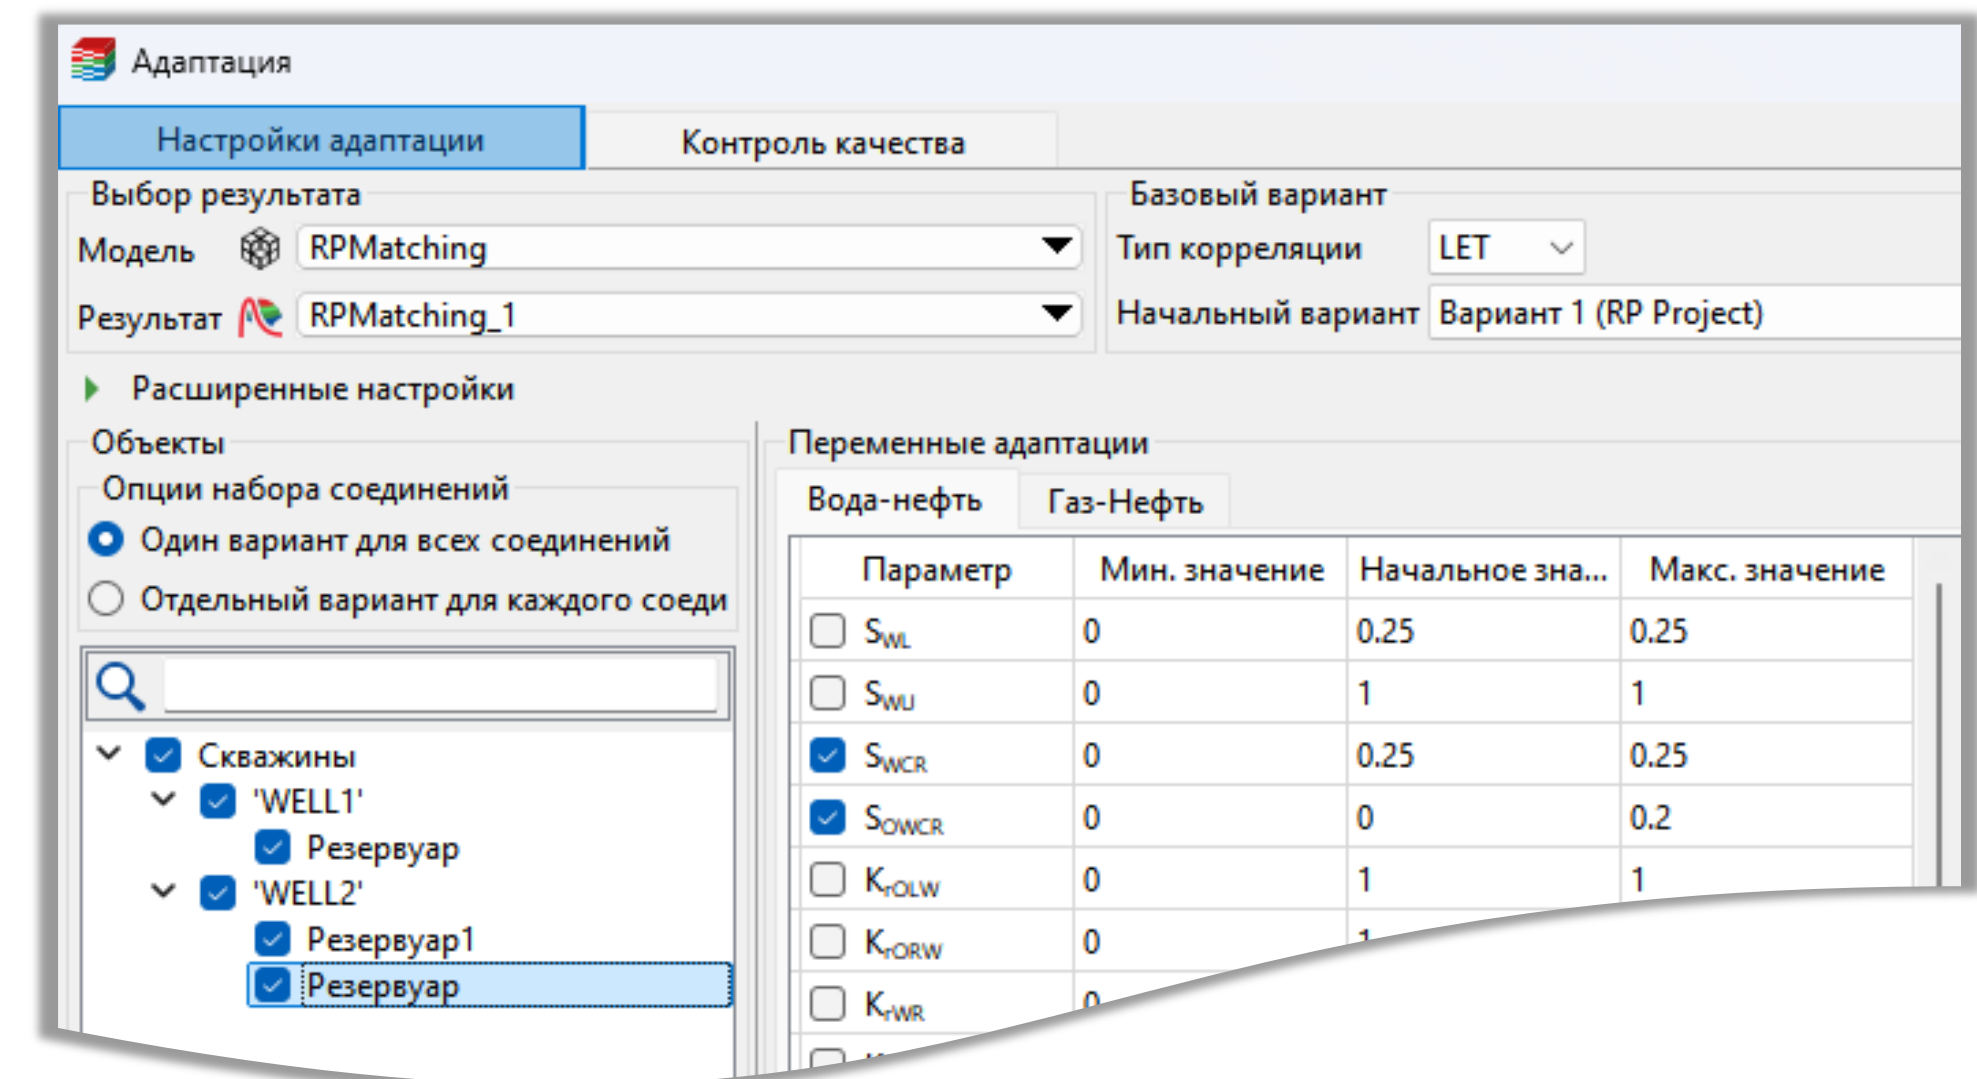 Адаптация
Настройки адаптации
Контроль качества
Выбор результата
Модель
RPMatching
Результат
RPMatching_1
Базовый вариант
Тип корреляции
LET
Начальный вариант
Вариант 1 (RP Project)
Расширенные настройки
Объекты
Опции набора соединений
Один вариант для всех соединений
Отдельный вариант для каждого соеди
Скважины
'WELL1'
Резервуар
'WELL2'
Резервуар1
Резервуар
Переменные адаптации
Вода-нефть
Газ-Нефть
Параметр Мин. значение Начальное зна... Макс. значение
SWL 0 0.25 0.25
SWU 0 1 1
SWCR 0 0.25 0.25
SOWCR 0 0 0.2
KrOLW 0 1 1
KrORW 0 1
KrWR 0